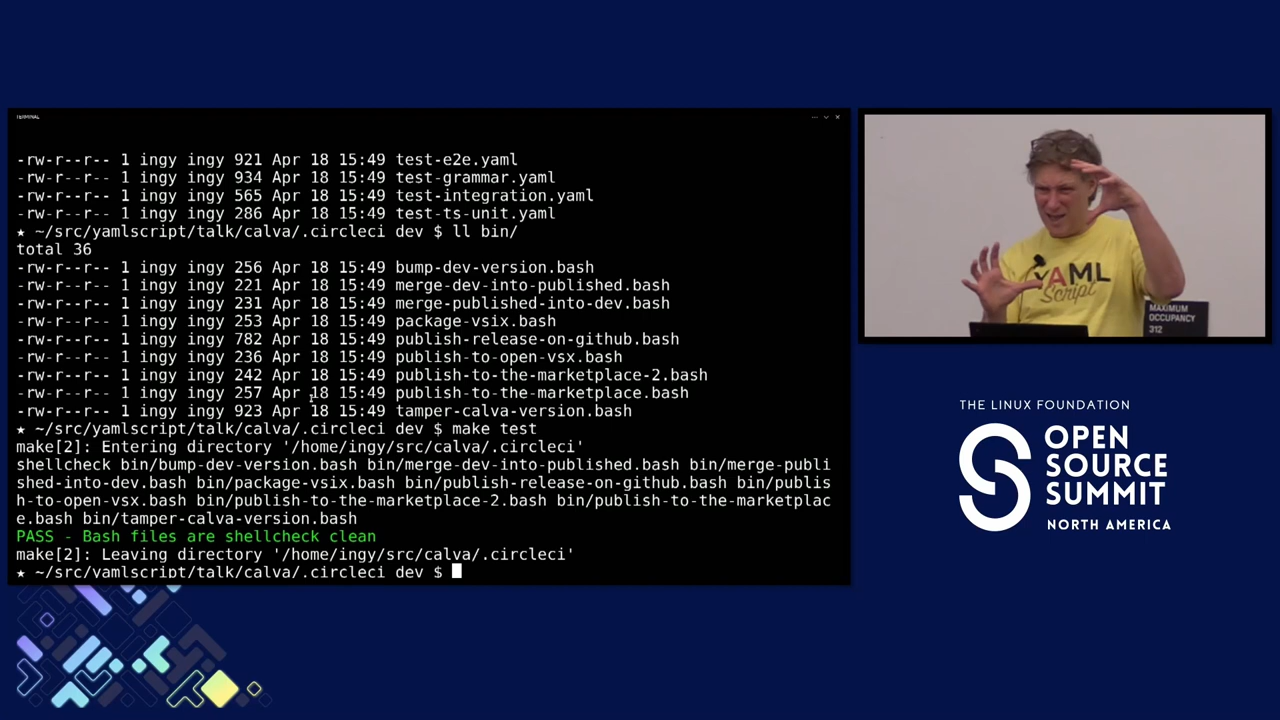 TERMINAL
-rw-r--r-- 1 ingy ingy 921 Apr 18 15:49 test-e2e.yaml
-rw-r--r-- 1 ingy ingy 934 Apr 18 15:49 test-grammar.yaml
-rw-r--r-- 1 ingy ingy 565 Apr 18 15:49 test-integration.yaml
-rw-r--r-- 1 ingy ingy 286 Apr 18 15:49 test-ts-unit.yaml
★ ~/src/yamlscript/talk/calva/.circleci dev $ ll bin/
total 36
-rw-r--r-- 1 ingy ingy 256 Apr 18 15:49 bump-dev-version.bash
-rw-r--r-- 1 ingy ingy 221 Apr 18 15:49 merge-dev-into-published.bash
-rw-r--r-- 1 ingy ingy 231 Apr 18 15:49 merge-published-into-dev.bash
-rw-r--r-- 1 ingy ingy 253 Apr 18 15:49 package-vsix.bash
-rw-r--r-- 1 ingy ingy 782 Apr 18 15:49 publish-release-on-github.bash
-rw-r--r-- 1 ingy ingy 236 Apr 18 15:49 publish-to-open-vsx.bash
-rw-r--r-- 1 ingy ingy 242 Apr 18 15:49 publish-to-the-marketplace-2.bash
-rw-r--r-- 1 ingy ingy 257 Apr 18 15:49 publish-to-the-marketplace.bash
-rw-r--r-- 1 ingy ingy 923 Apr 18 15:49 tamper-calva-version.bash
★ ~/src/yamlscript/talk/calva/.circleci dev $ make test
make[2]: Entering directory '/home/ingy/src/calva/.circleci'
shellcheck bin/bump-dev-version.bash bin/merge-dev-into-published.bash bin/merge-publi
shed-into-dev.bash bin/package-vsix.bash bin/publish-release-on-github.bash bin/publis
h-to-open-vsx.bash bin/publish-to-the-marketplace-2.bash bin/publish-to-the-marketplac
e.bash bin/tamper-calva-version.bash
PASS - Bash files are shellcheck clean
make[2]: Leaving directory '/home/ingy/src/calva/.circleci'
★ ~/src/yamlscript/talk/calva/.circleci dev $
YAML
Script
MAXIMUM
OCCUPANCY
312
THE LINUX FOUNDATION
OPEN
SOURCE
SUMMIT
NORTH AMERICA